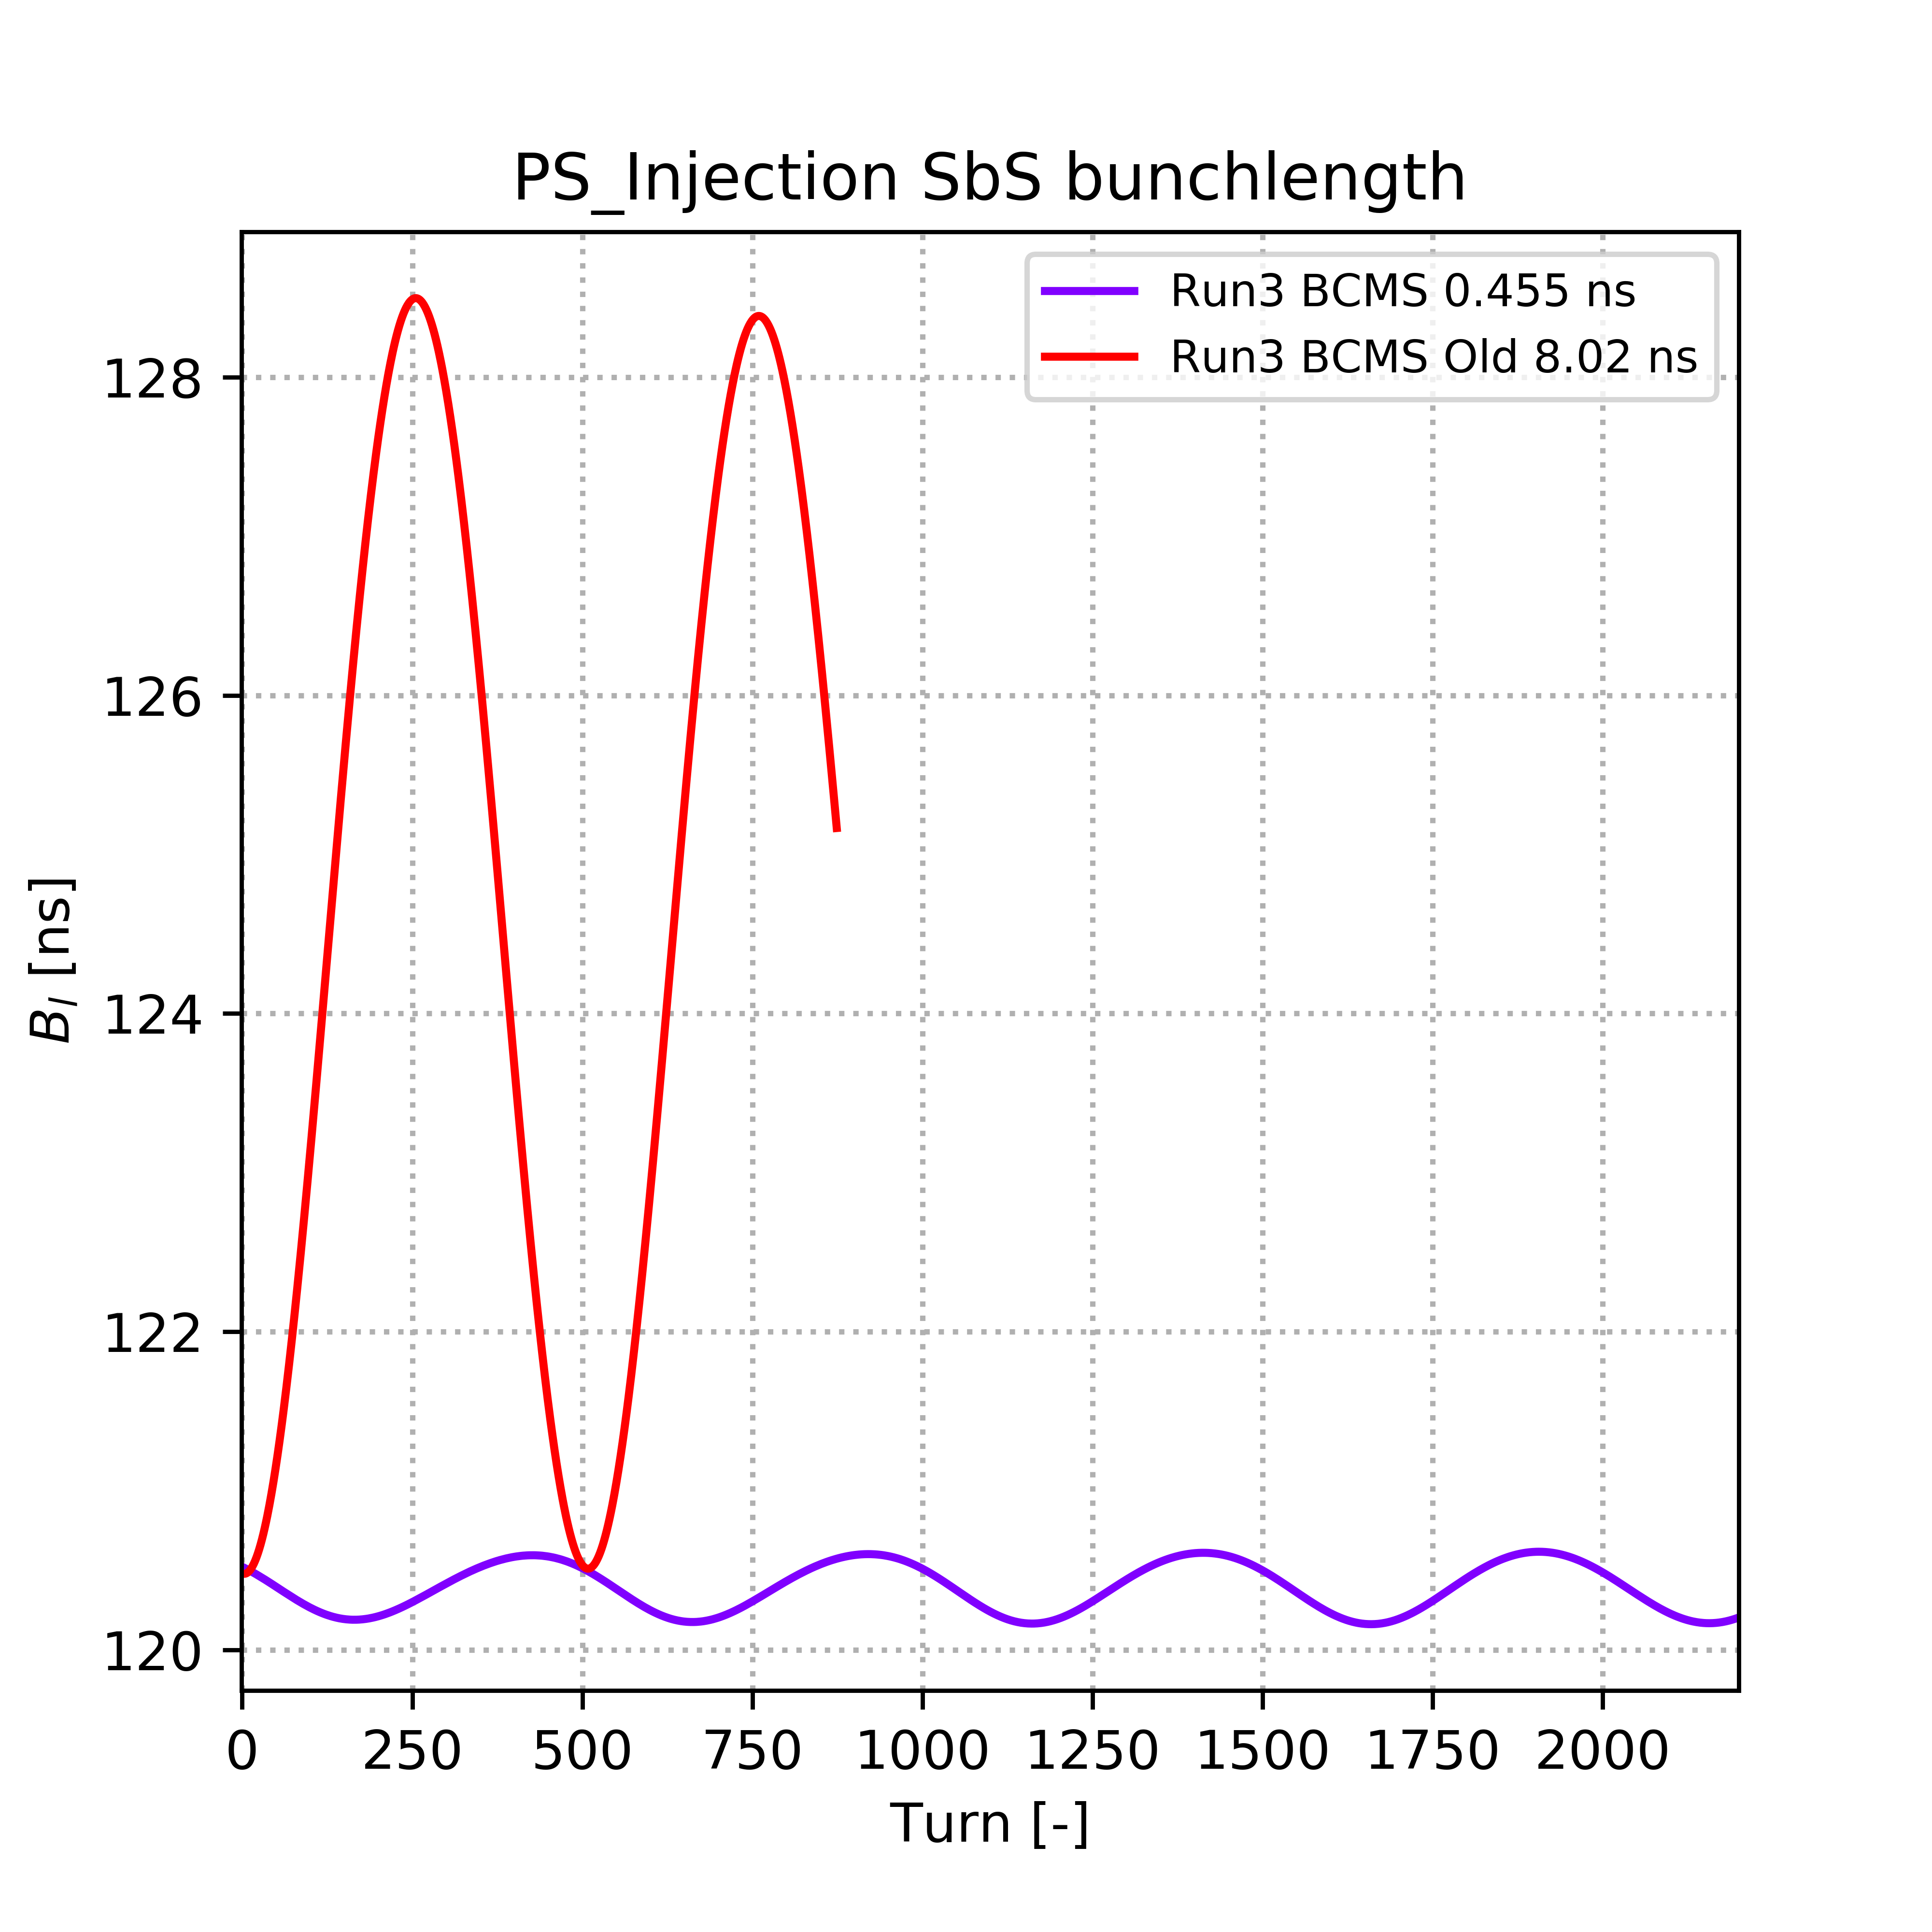 PS_Injection SbS bunchlength
Run3 BCMS 0.455 ns
Run3 BCMS Old 8.02 ns
128
126
124
122
120
B_l [ns]
0 250 500 750 1000 1250 1500 1750 2000
Turn [-]